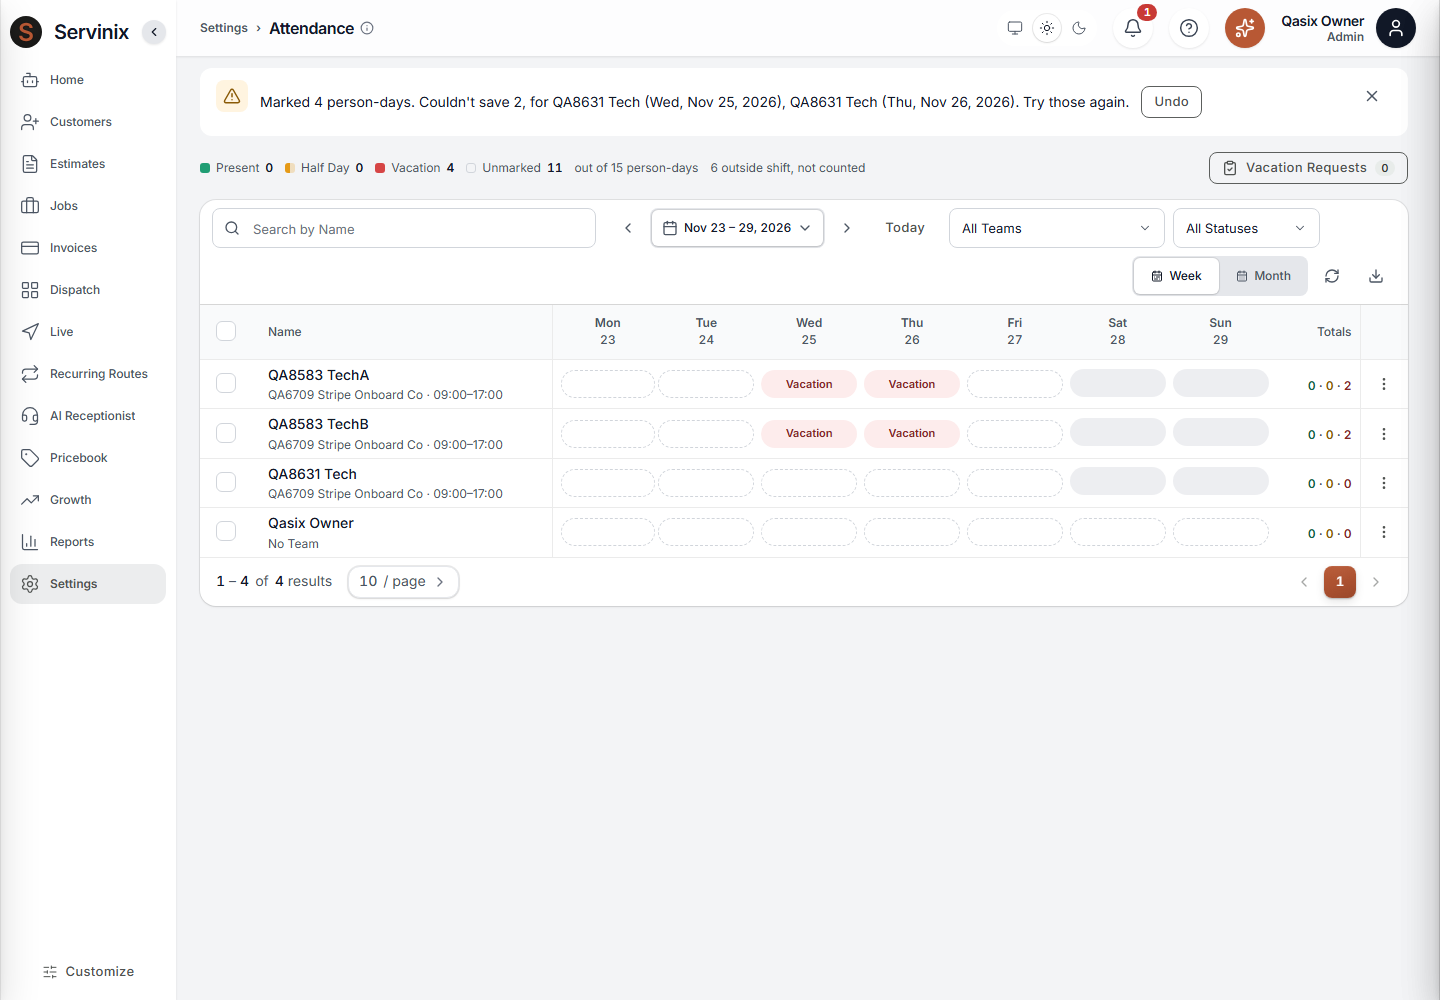 Servinix
Settings › Attendance
1
Qasix Owner
Admin
Home
Customers
Estimates
Jobs
Invoices
Dispatch
Live
Recurring Routes
AI Receptionist
Pricebook
Growth
Reports
Settings
Customize
Marked 4 person-days. Couldn't save 2, for QA8631 Tech (Wed, Nov 25, 2026), QA8631 Tech (Thu, Nov 26, 2026). Try those again. Undo
Present 0 Half Day 0 Vacation 4 Unmarked 11 out of 15 person-days 6 outside shift, not counted
Vacation Requests 0
Search by Name
Nov 23 – 29, 2026
Today
All Teams
All Statuses
Week Month
Name Mon 23 Tue 24 Wed 25 Thu 26 Fri 27 Sat 28 Sun 29 Totals
QA8583 TechA
QA6709 Stripe Onboard Co · 09:00–17:00
Vacation Vacation 0 · 0 · 2
QA8583 TechB
QA6709 Stripe Onboard Co · 09:00–17:00
Vacation Vacation 0 · 0 · 2
QA8631 Tech
QA6709 Stripe Onboard Co · 09:00–17:00
0 · 0 · 0
Qasix Owner
No Team
0 · 0 · 0
1 – 4 of 4 results 10 / page
1